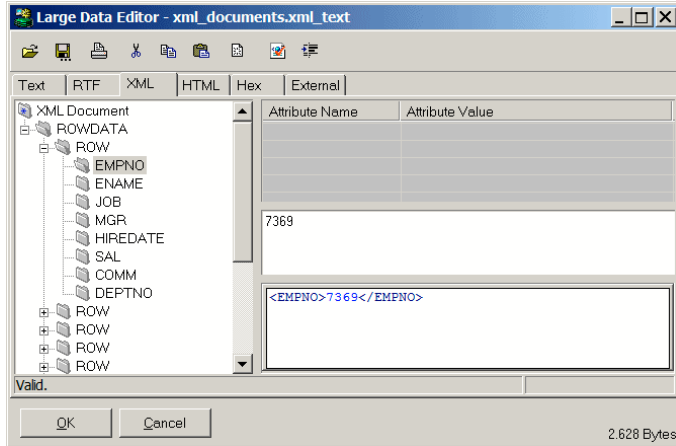 Large Data Editor - xml_documents.xml_text
Text RTF XML HTML Hex External
XML Document
ROWDATA
ROW
EMPNO
ENAME
JOB
MGR
HIREDATE
SAL
COMM
DEPTNO
ROW
ROW
ROW
ROW
Attribute Name Attribute Value
7369
<EMPNO>7369</EMPNO>
Valid.
OK Cancel
2.628 Bytes